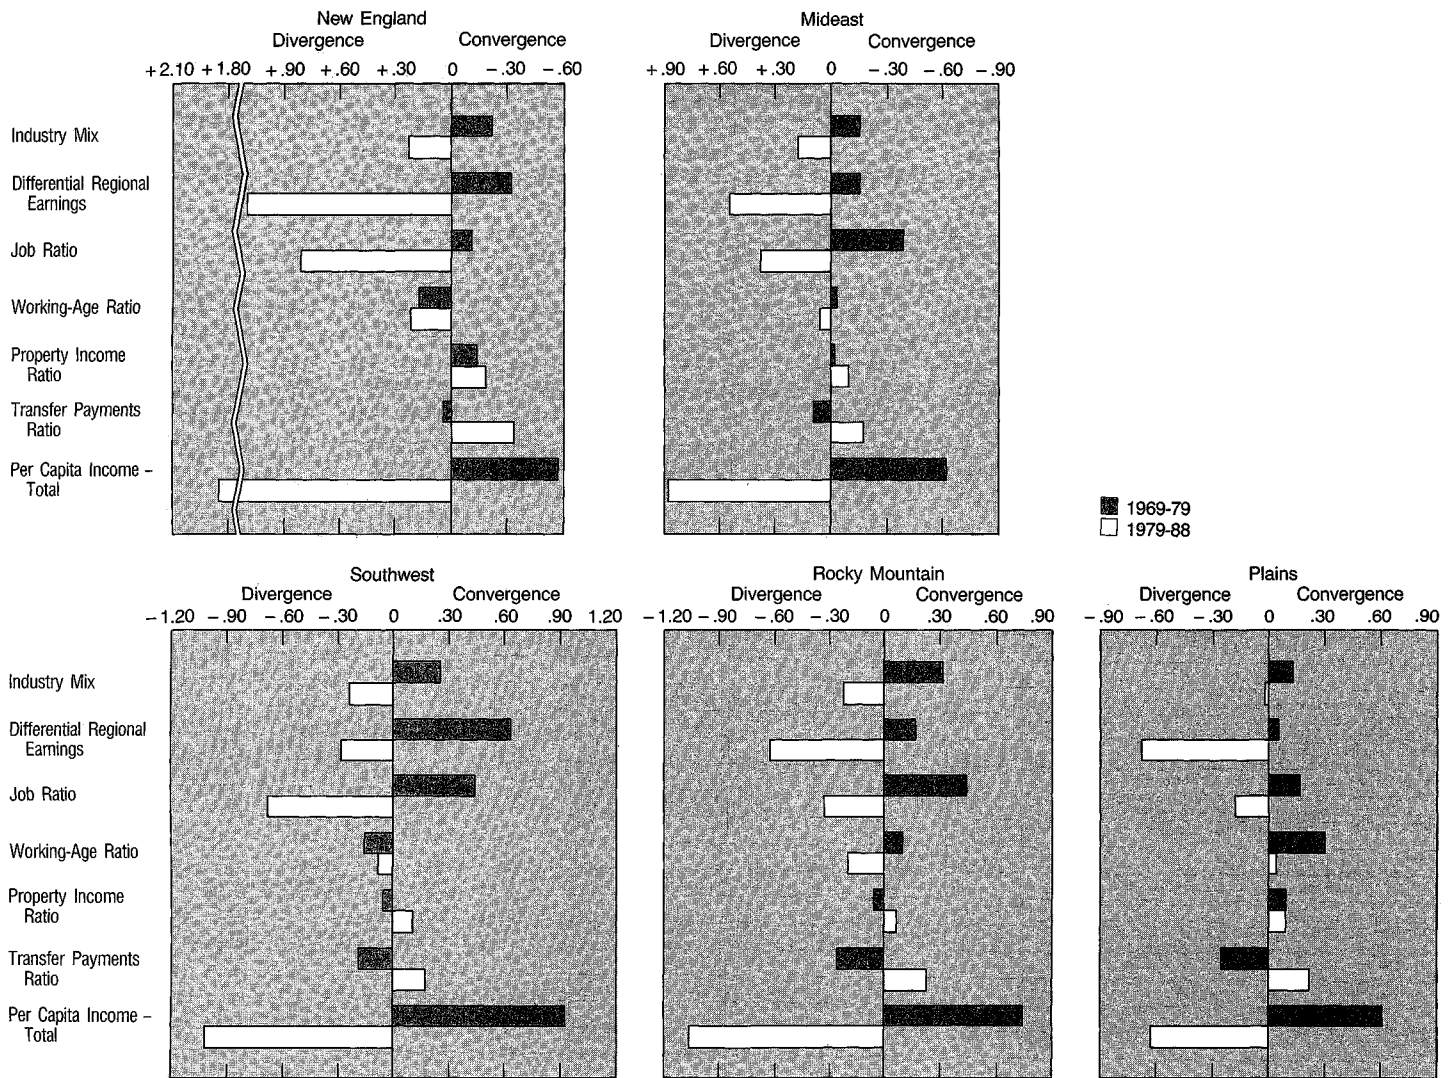 New England
Divergence Convergence
+2.10 +1.80 +.90 +.60 +.30 0 -.30 -.60
Industry Mix
Differential Regional
Earnings
Job Ratio
Working-Age Ratio
Property Income
Ratio
Transfer Payments
Ratio
Per Capita Income –
Total
Mideast
Divergence Convergence
+.90 +.60 +.30 0 -.30 -.60 -.90
1969-79
1979-88
Southwest
Divergence Convergence
-1.20 -.90 -.60 -.30 0 .30 .60 .90 1.20
Industry Mix
Differential Regional
Earnings
Job Ratio
Working-Age Ratio
Property Income
Ratio
Transfer Payments
Ratio
Per Capita Income –
Total
Rocky Mountain
Divergence Convergence
-1.20 -.90 -.60 -.30 0 .30 .60 .90
Plains
Divergence Convergence
-.90 -.60 -.30 0 .30 .60 .90